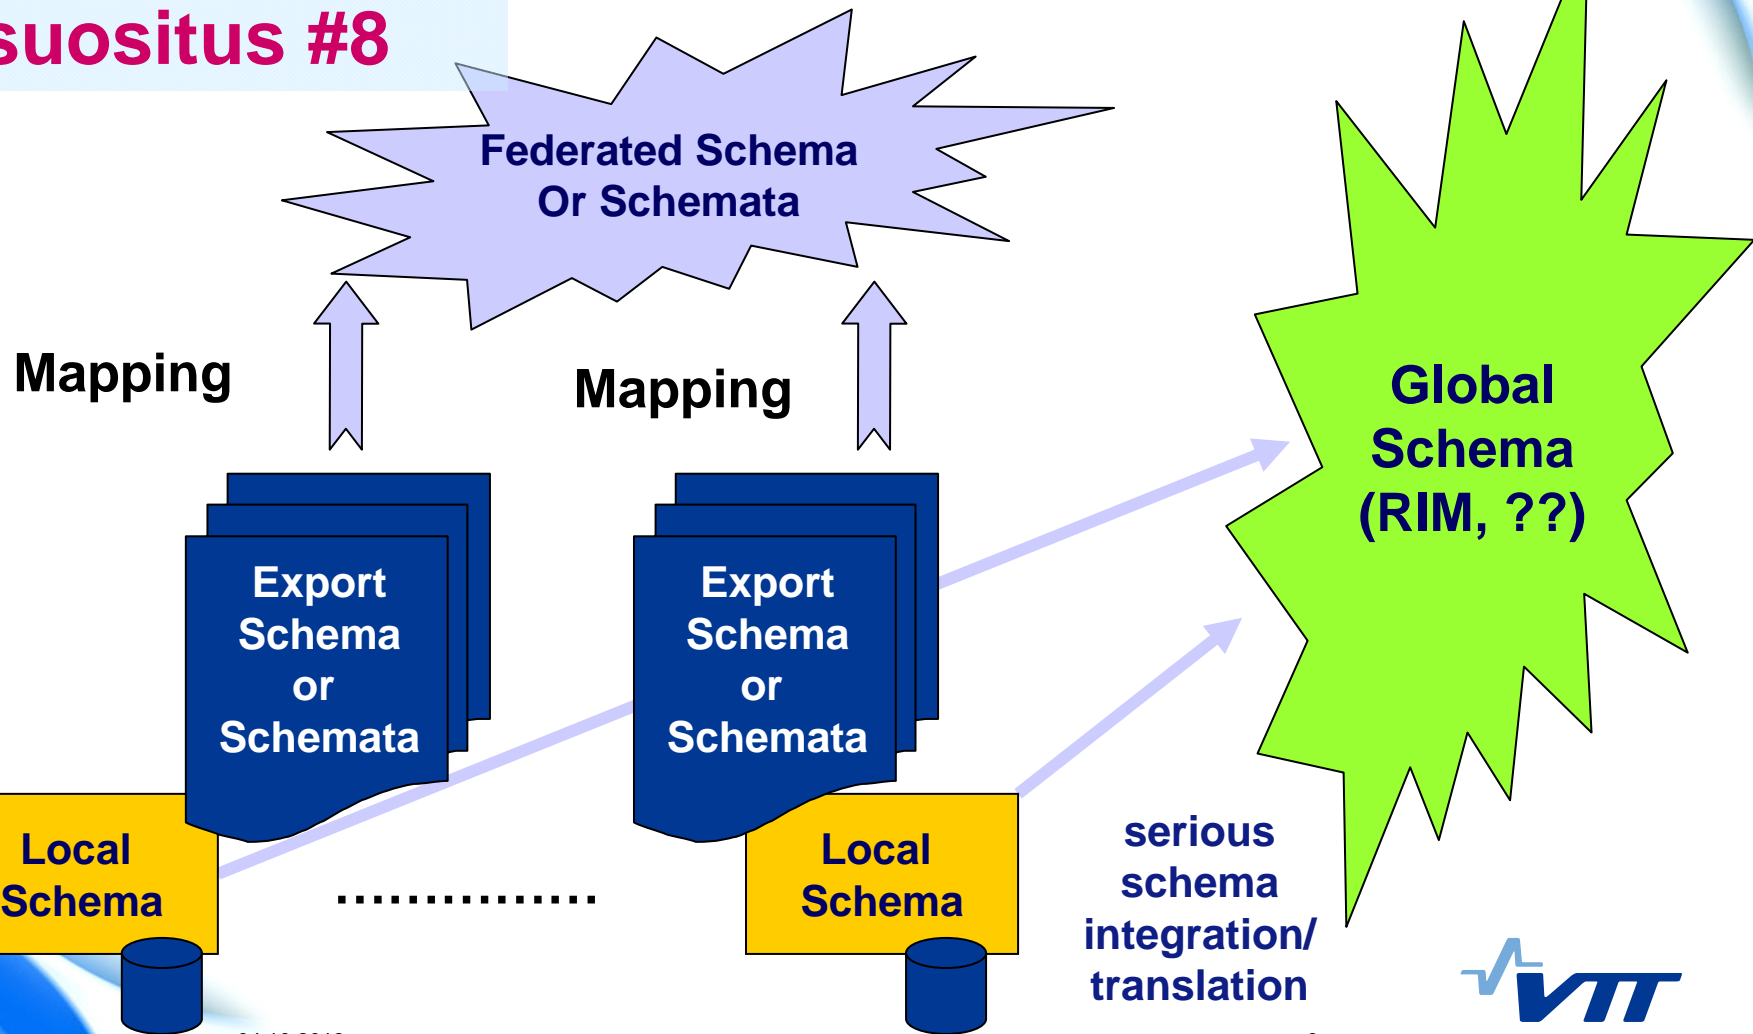 suositus #8
Federated Schema
Or Schemata
Mapping
Mapping
Global
Schema
(RIM, ??)
Export
Schema
or
Schemata
Export
Schema
or
Schemata
Local
Schema
................
Local
Schema
serious
schema
integration/
translation
VTT